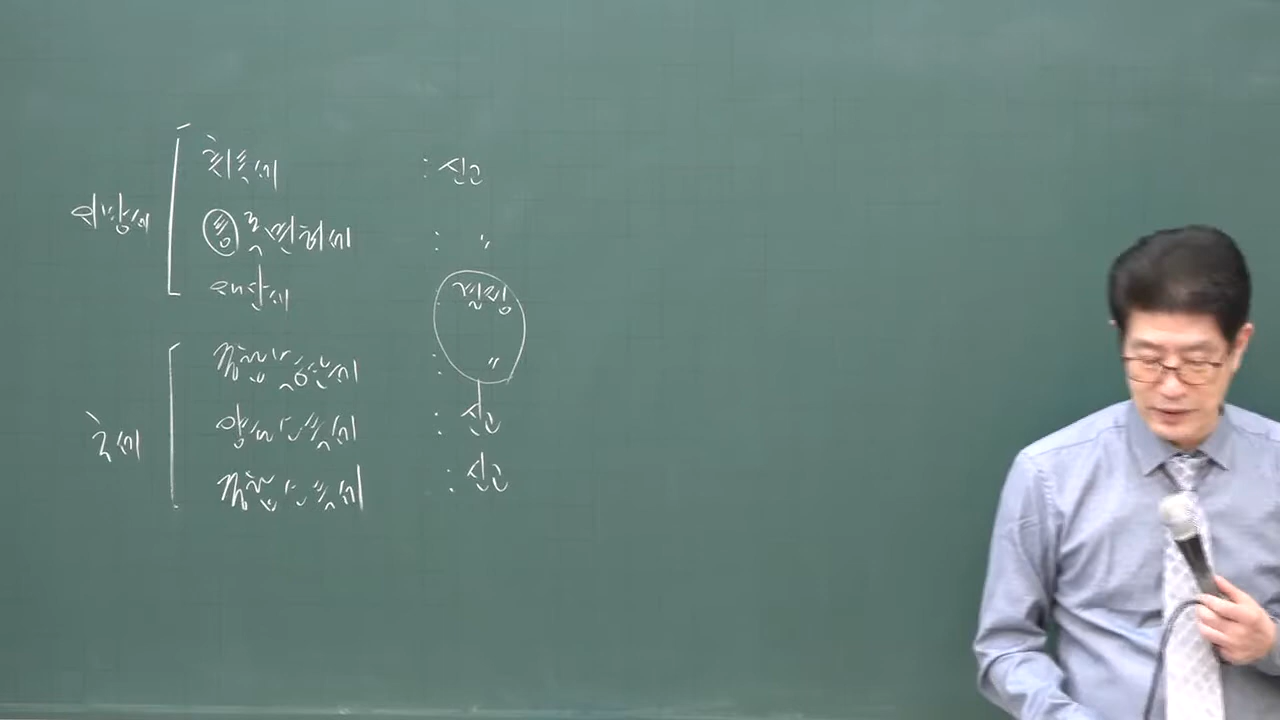 취득세 : 신고
지방세 등록면허세 : 〃
재산세 : 결정
종합부동산세 : 〃
국세 양도소득세 : 신고
종합소득세 : 신고